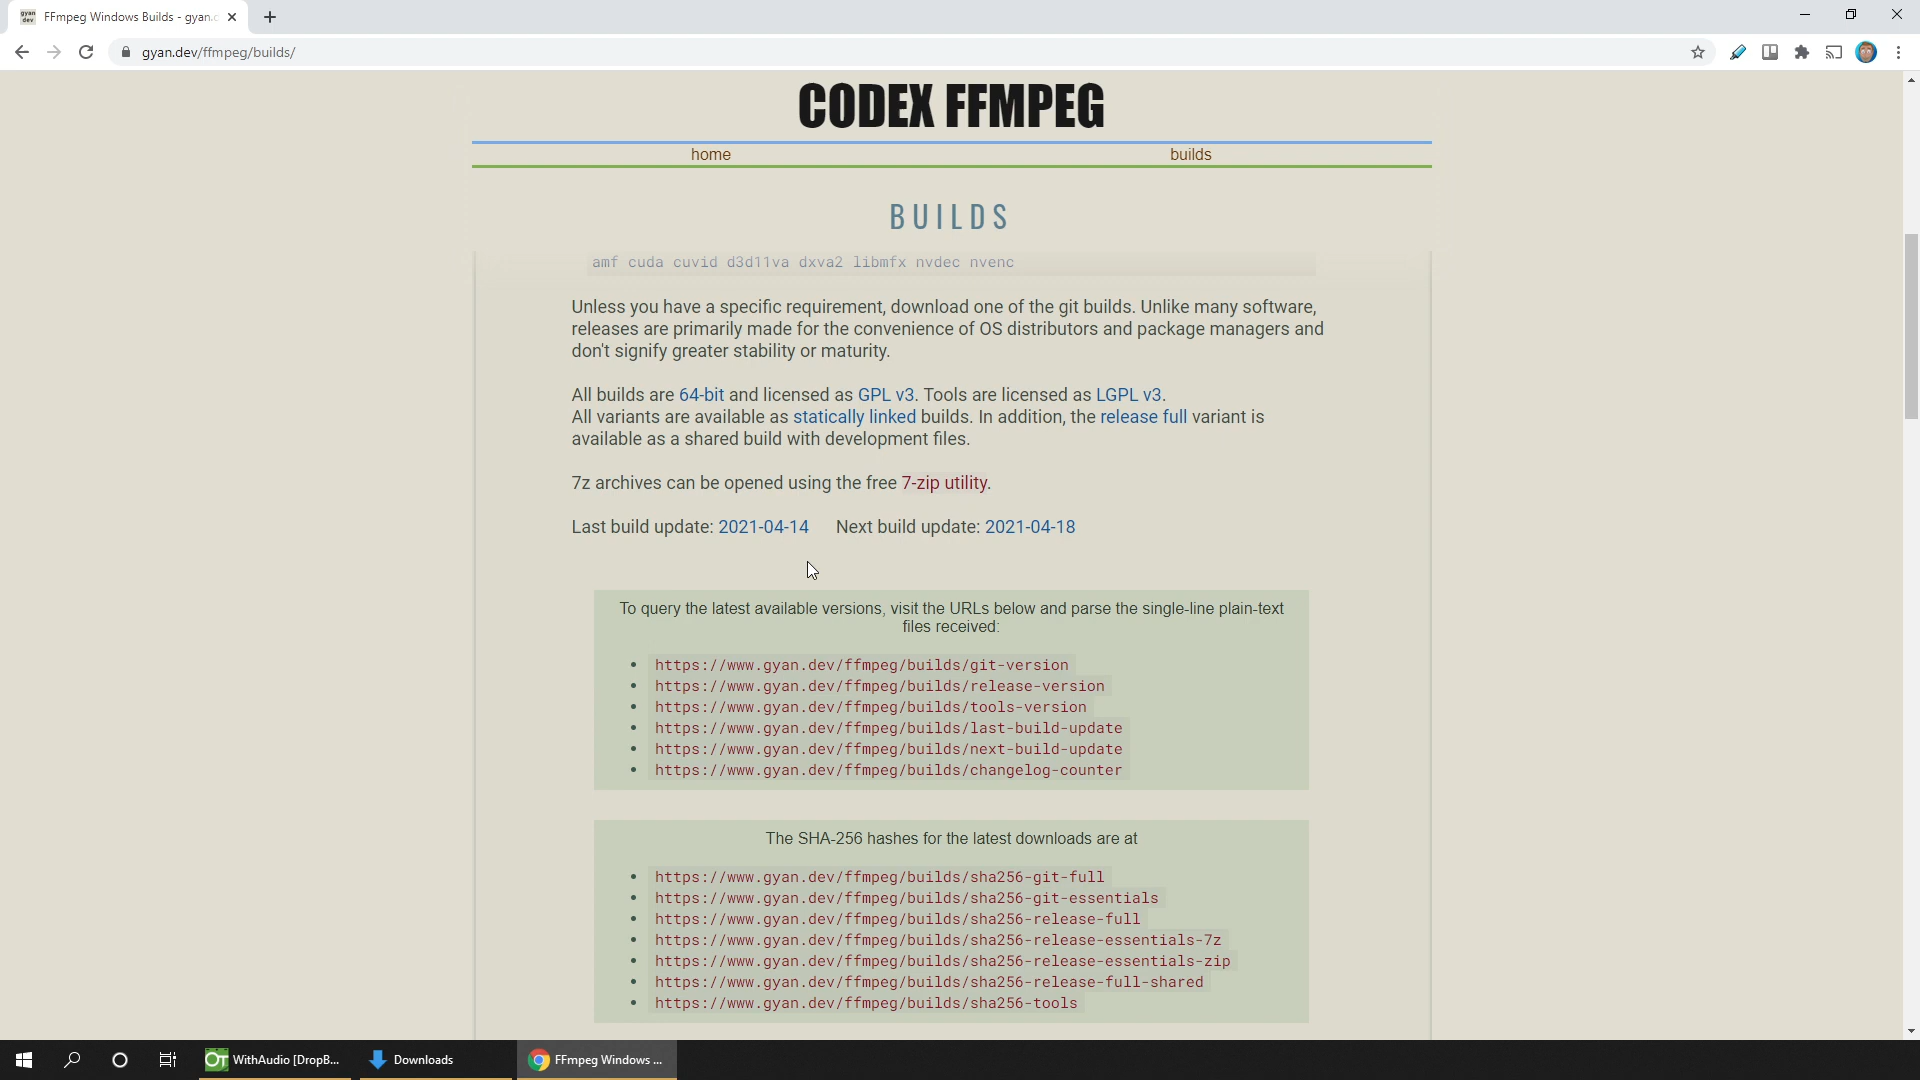 gyan dev
FFmpeg Windows Builds - gyan.c
gyan.dev/ffmpeg/builds/
CODEX FFMPEG
home
builds
BUILDS
amf cuda cuvid d3d11va dxva2 libmfx nvdec nvenc
Unless you have a specific requirement, download one of the git builds. Unlike many software,
releases are primarily made for the convenience of OS distributors and package managers and
don't signify greater stability or maturity.
All builds are 64-bit and licensed as GPL v3. Tools are licensed as LGPL v3.
All variants are available as statically linked builds. In addition, the release full variant is
available as a shared build with development files.
7z archives can be opened using the free 7-zip utility.
Last build update: 2021-04-14 Next build update: 2021-04-18
To query the latest available versions, visit the URLs below and parse the single-line plain-text
files received:
https://www.gyan.dev/ffmpeg/builds/git-version
https://www.gyan.dev/ffmpeg/builds/release-version
https://www.gyan.dev/ffmpeg/builds/tools-version
https://www.gyan.dev/ffmpeg/builds/last-build-update
https://www.gyan.dev/ffmpeg/builds/next-build-update
https://www.gyan.dev/ffmpeg/builds/changelog-counter
The SHA-256 hashes for the latest downloads are at
https://www.gyan.dev/ffmpeg/builds/sha256-git-full
https://www.gyan.dev/ffmpeg/builds/sha256-git-essentials
https://www.gyan.dev/ffmpeg/builds/sha256-release-full
https://www.gyan.dev/ffmpeg/builds/sha256-release-essentials-7z
https://www.gyan.dev/ffmpeg/builds/sha256-release-essentials-zip
https://www.gyan.dev/ffmpeg/builds/sha256-release-full-shared
https://www.gyan.dev/ffmpeg/builds/sha256-tools
OT WithAudio [DropB...
Downloads
FFmpeg Windows ...